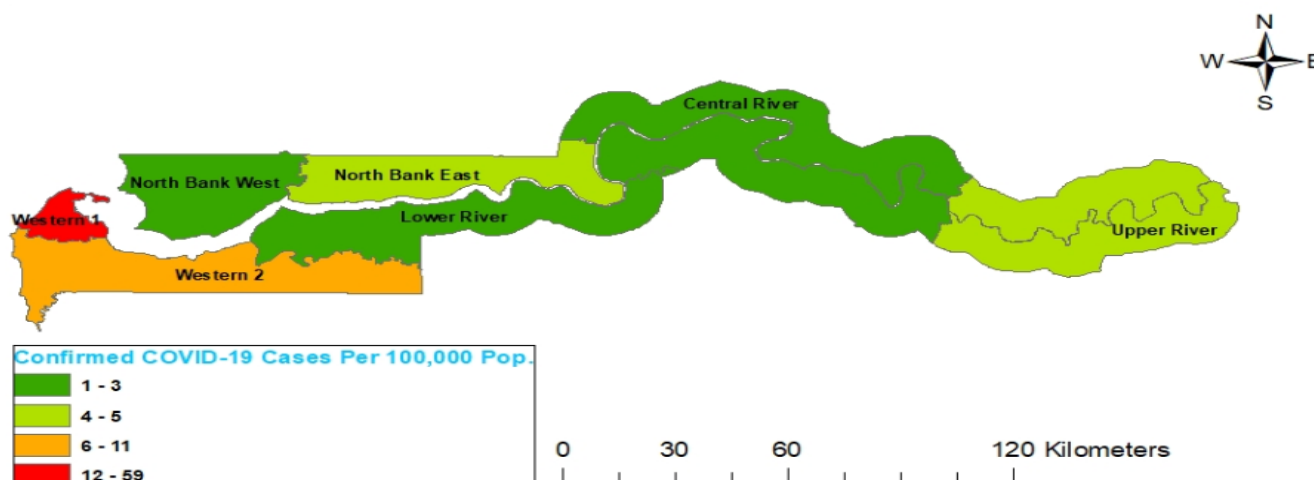 N
W E
S
Central River
North Bank East
North Bank West
Western 1
Lower River
Upper River
Western 2
Confirmed COVID-19 Cases Per 100,000 Pop.
1 - 3
4 - 5
6 - 11
12 - 59
0 30 60 120 Kilometers